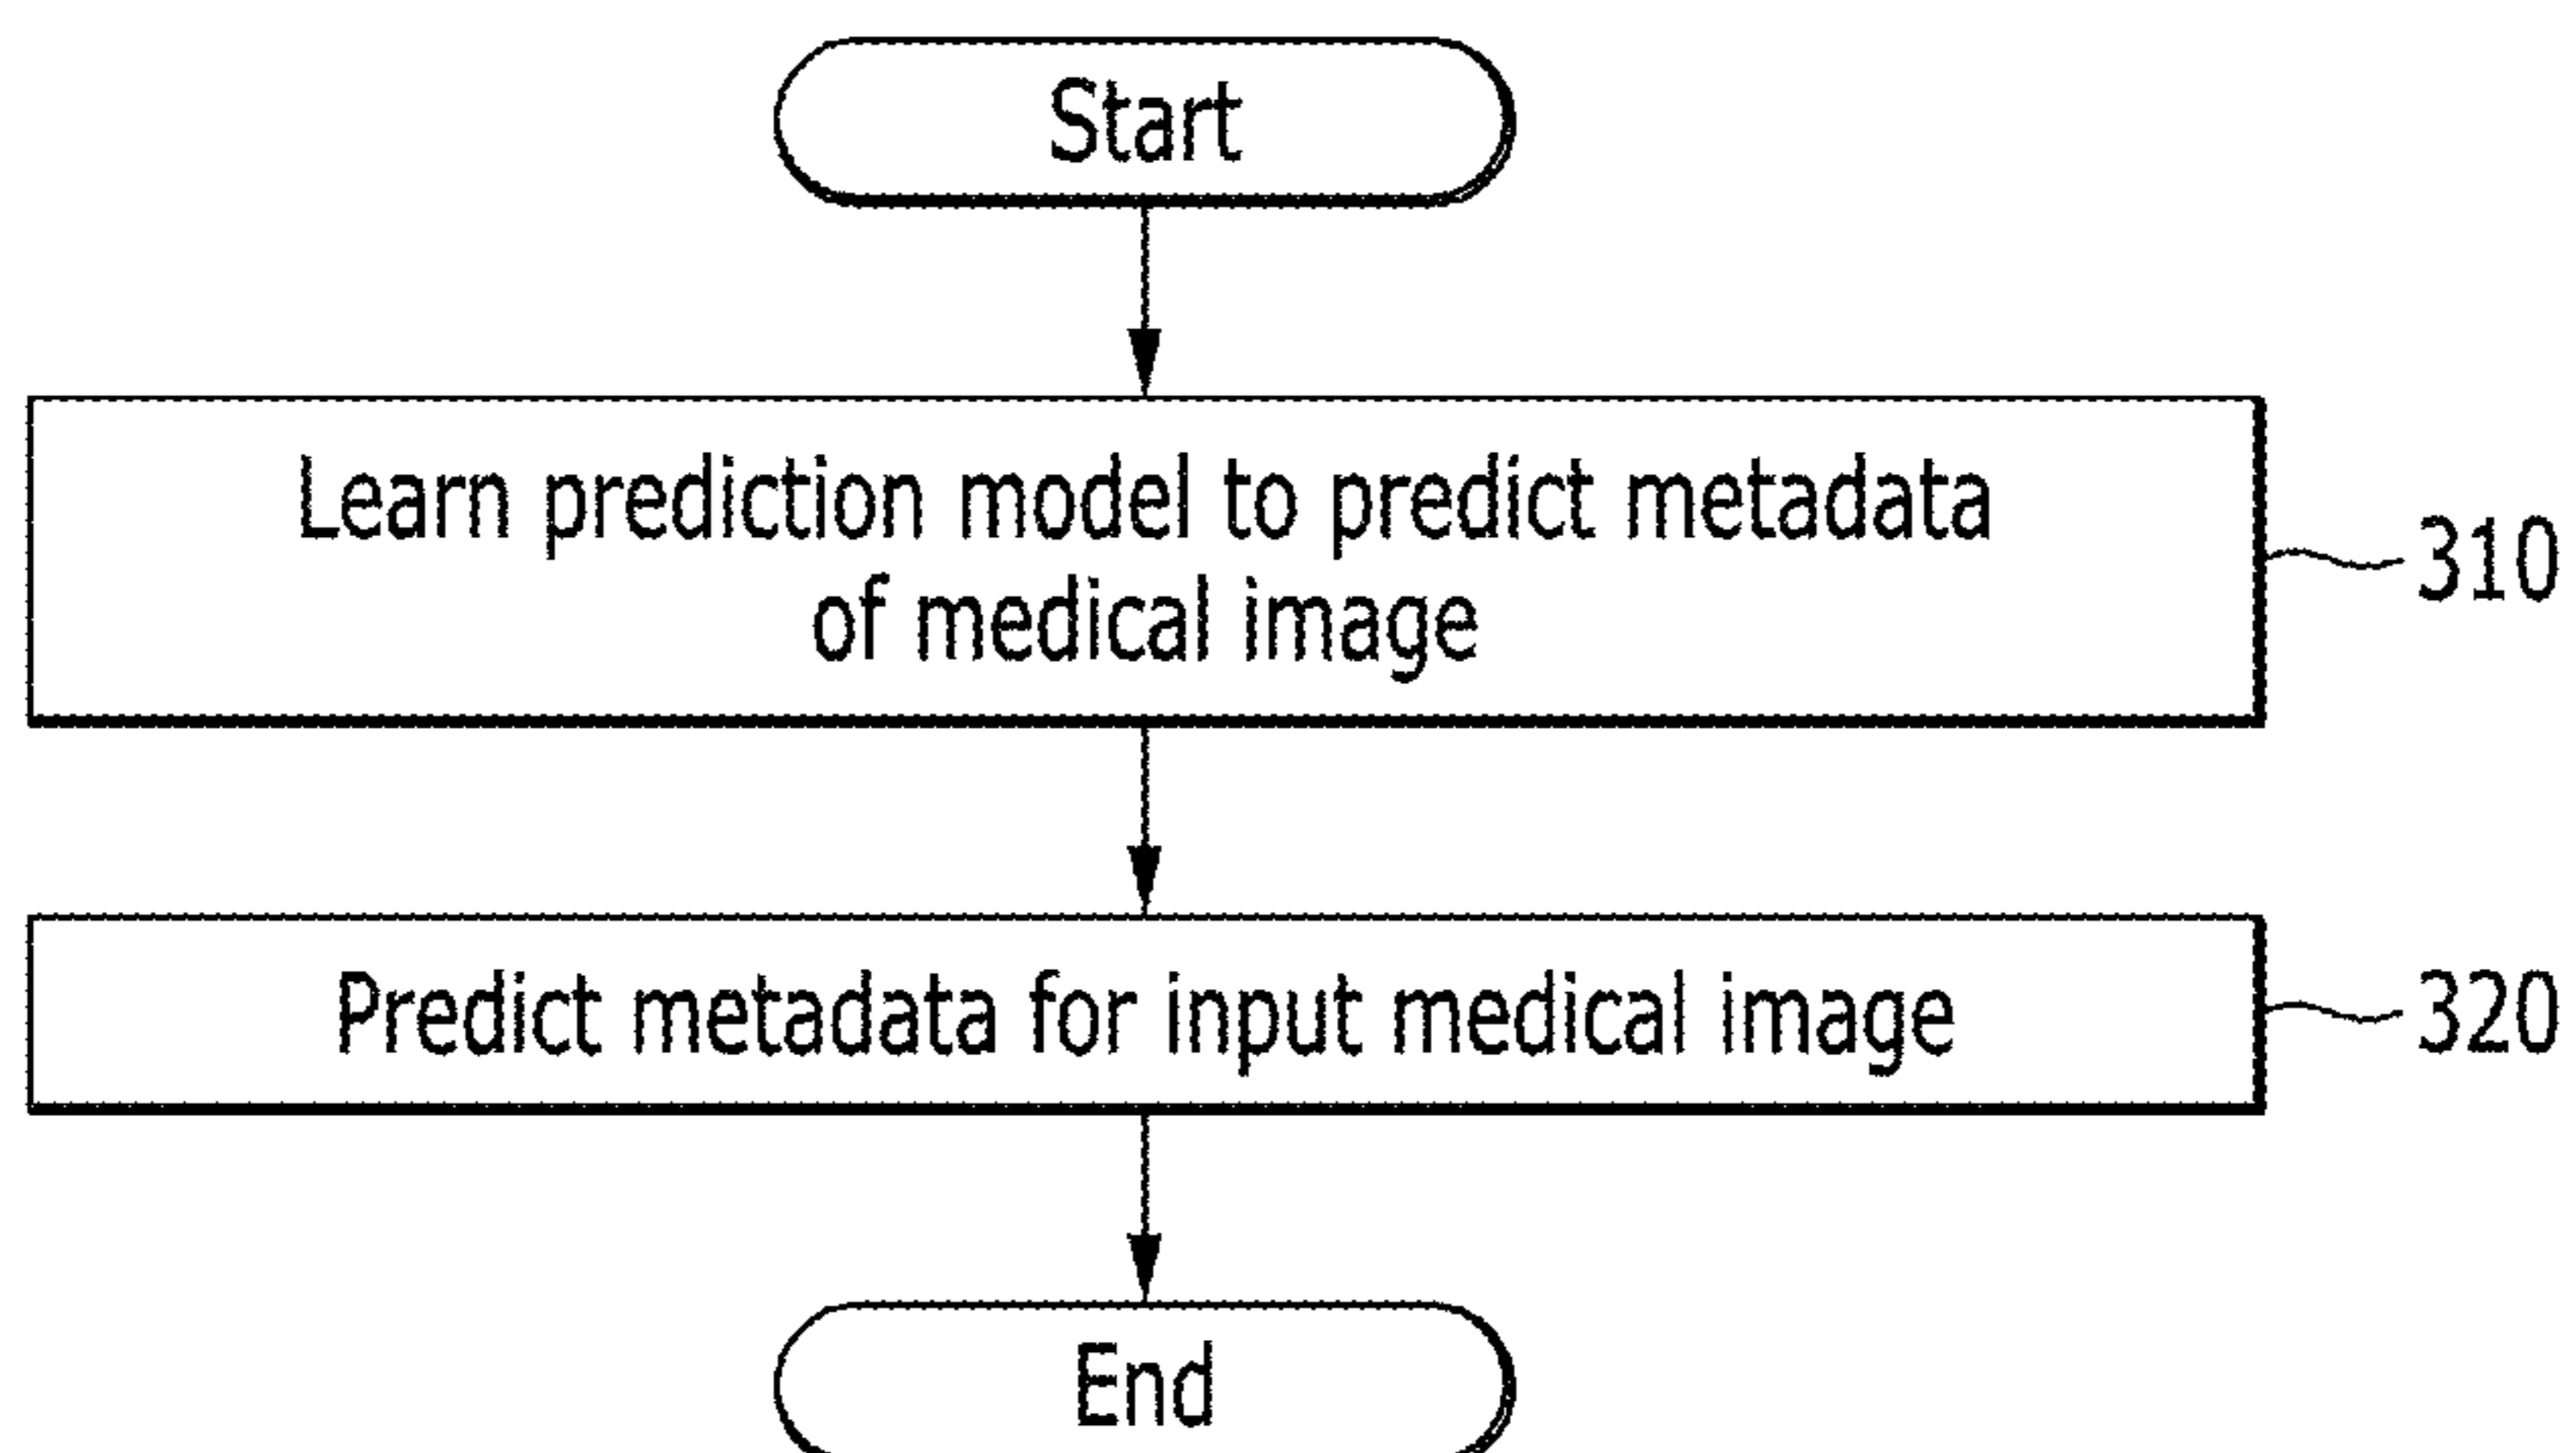 Start
Learn prediction model to predict metadata
of medical image
310
Predict metadata for input medical image
320
End